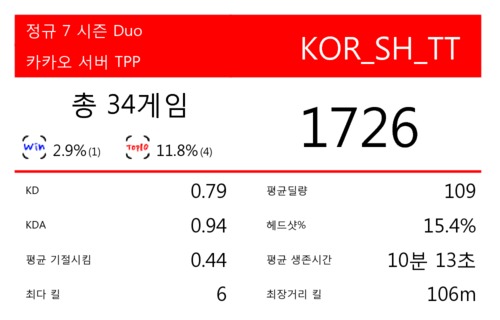 정규 7 시즌 Duo
카카오 서버 TPP
KOR_SH_TT
총 34게임
1726
Win 2.9% (1) TOP10 11.8% (4)
KD 0.79
평균딜량 109
KDA 0.94
헤드샷% 15.4%
평균 기절시킴 0.44
평균 생존시간 10분 13초
최다 킬 6
최장거리 킬 106m